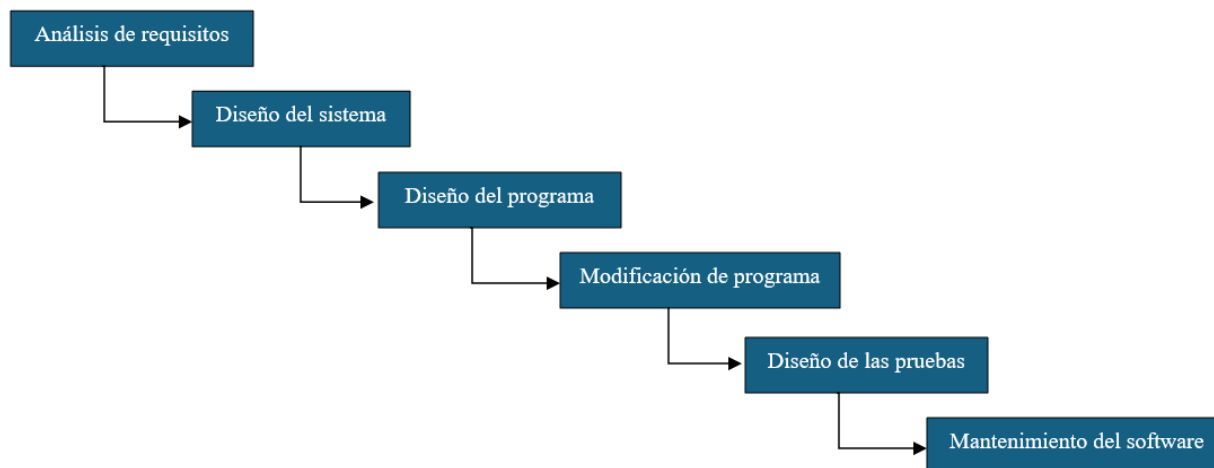 Análisis de requisitos
Diseño del sistema
Diseño del programa
Modificación de programa
Diseño de las pruebas
Mantenimiento del software